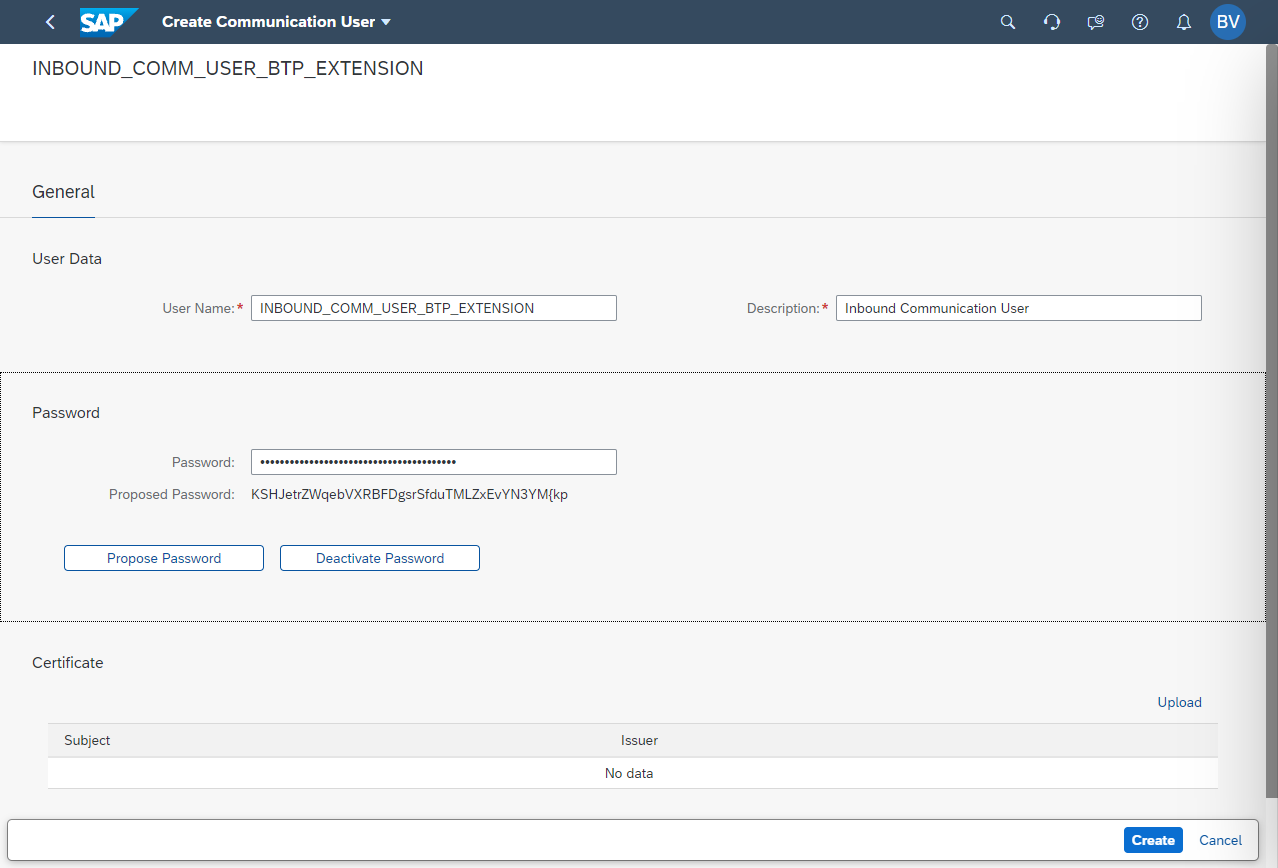 SAP Create Communication User BV
INBOUND_COMM_USER_BTP_EXTENSION
General
User Data
User Name:* INBOUND_COMM_USER_BTP_EXTENSION Description:* Inbound Communication User
Password
Password: •••••••••••••••••••••••••••••••••••••••
Proposed Password: KSHJetrZWqebVXRBFDgsrSfduTMLZxEvYN3YM{kp
Propose Password Deactivate Password
Certificate
Upload
Subject Issuer
No data
Create Cancel